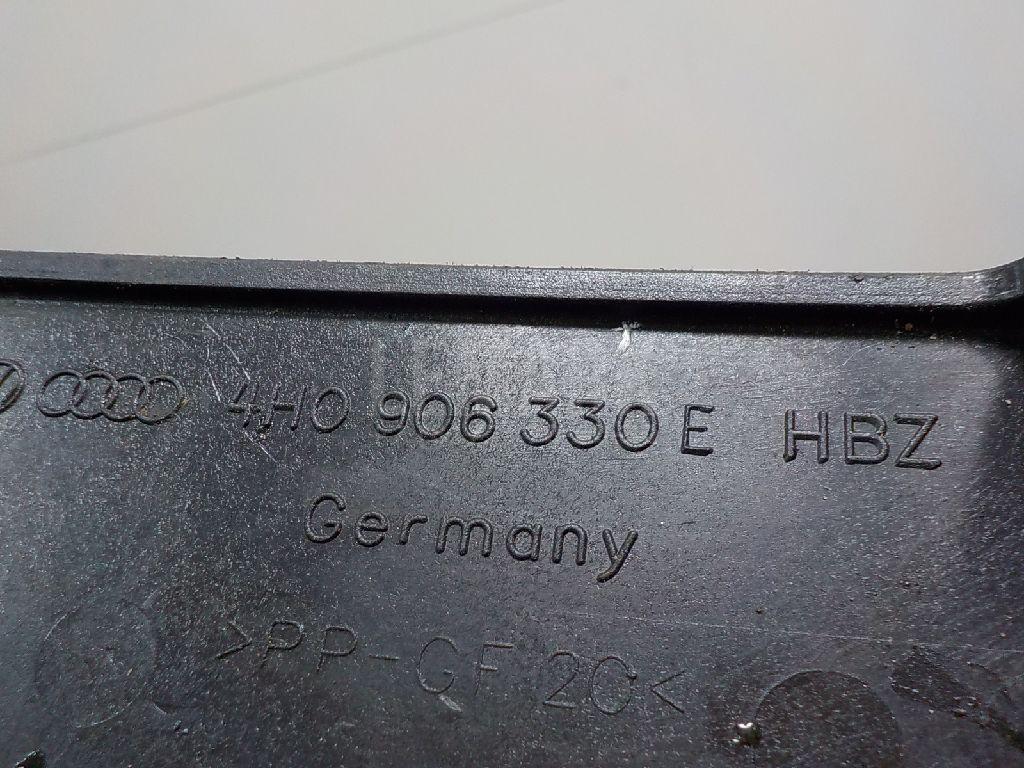 4H0 906 330 E HBZ
Germany
>PP-GF 20<